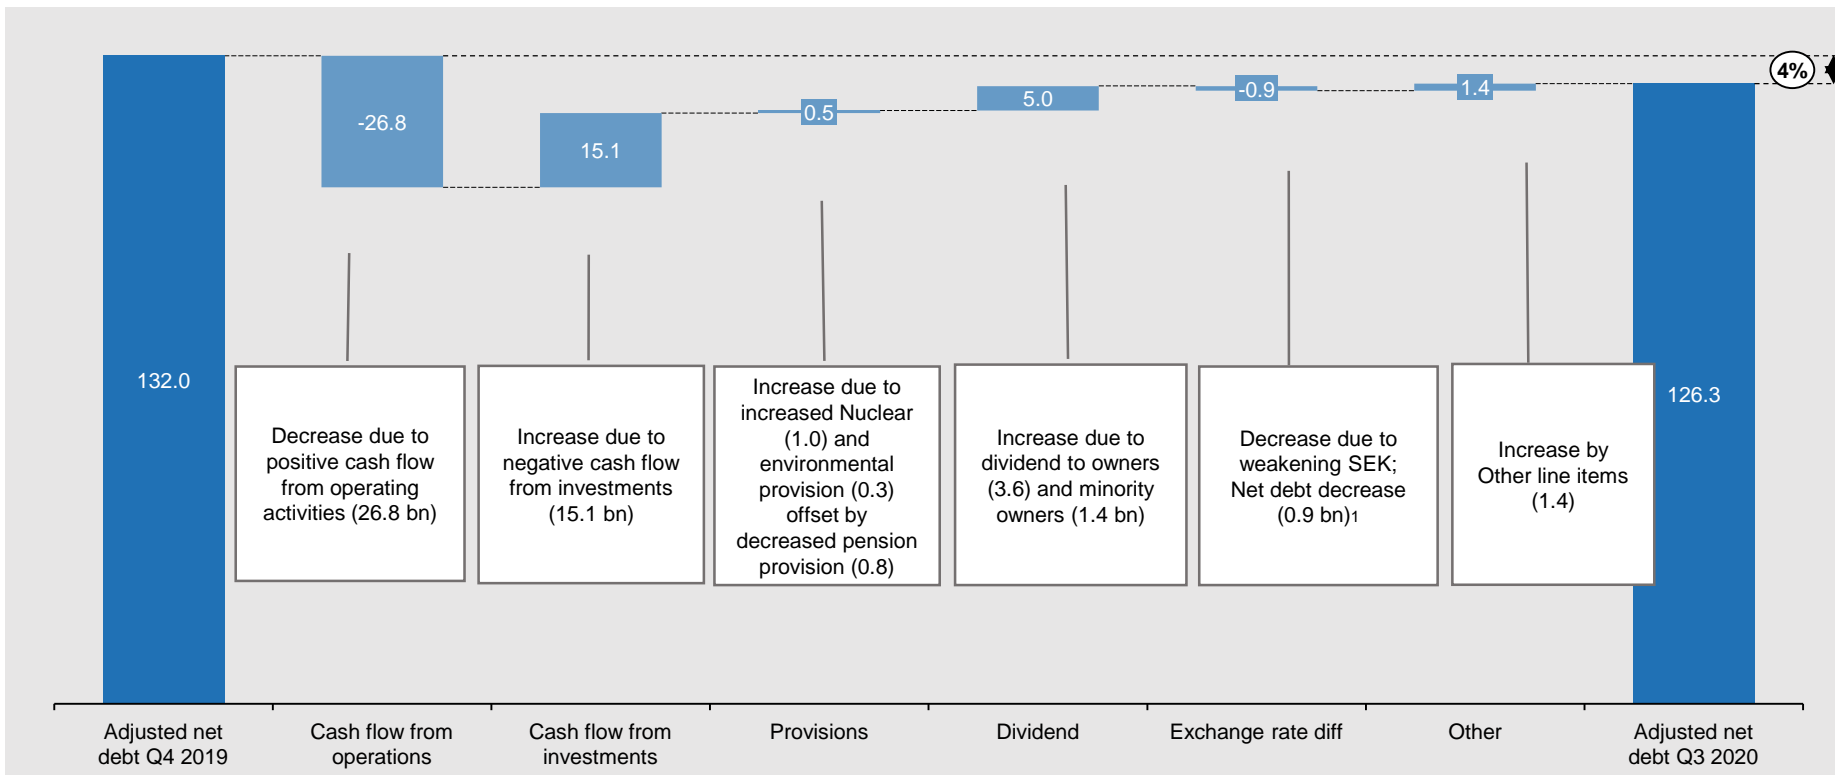 4%
-26.8
15.1
0.5
5.0
-0.9
1.4
132.0
126.3
Decrease due to
positive cash flow
from operating
activities (26.8 bn)
Increase due to
negative cash flow
from investments
(15.1 bn)
Increase due to
increased Nuclear
(1.0) and
environmental
provision (0.3)
offset by
decreased pension
provision (0.8)
Increase due to
dividend to owners
(3.6) and minority
owners (1.4 bn)
Decrease due to
weakening SEK;
Net debt decrease
(0.9 bn)1
Increase by
Other line items
(1.4)
Adjusted net
debt Q4 2019
Cash flow from
operations
Cash flow from
investments
Provisions
Dividend
Exchange rate diff
Other
Adjusted net
debt Q3 2020